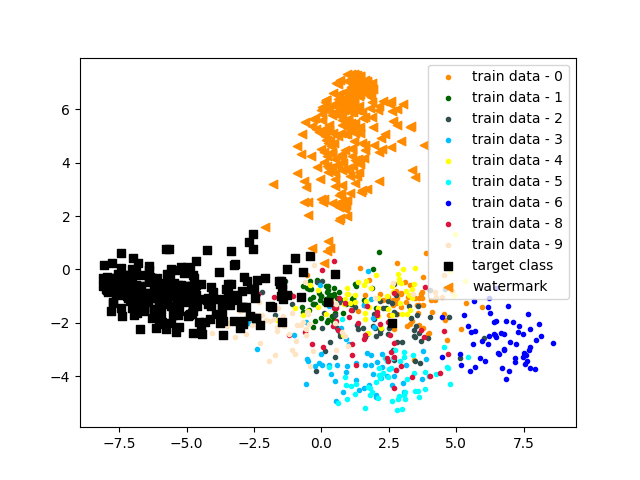 train data - 0
train data - 1
train data - 2
train data - 3
train data - 4
train data - 5
train data - 6
train data - 8
train data - 9
target class
watermark
6
4
2
0
−2
−4
−7.5 −5.0 −2.5 0.0 2.5 5.0 7.5